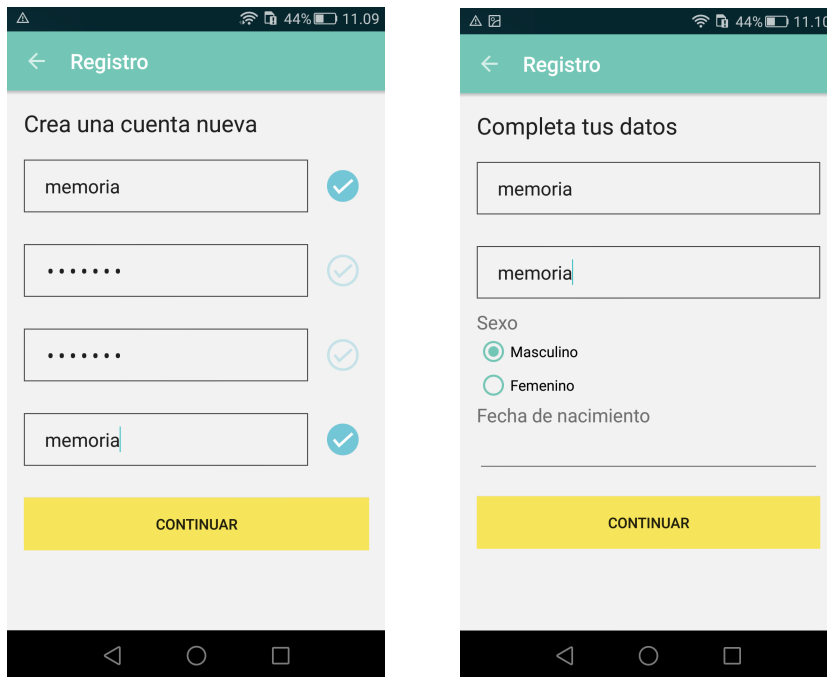 44% 11.09
Registro
Crea una cuenta nueva
memoria
•••••••
•••••••
memoria
CONTINUAR
44% 11.10
Registro
Completa tus datos
memoria
memoria
Sexo
Masculino
Femenino
Fecha de nacimiento
CONTINUAR